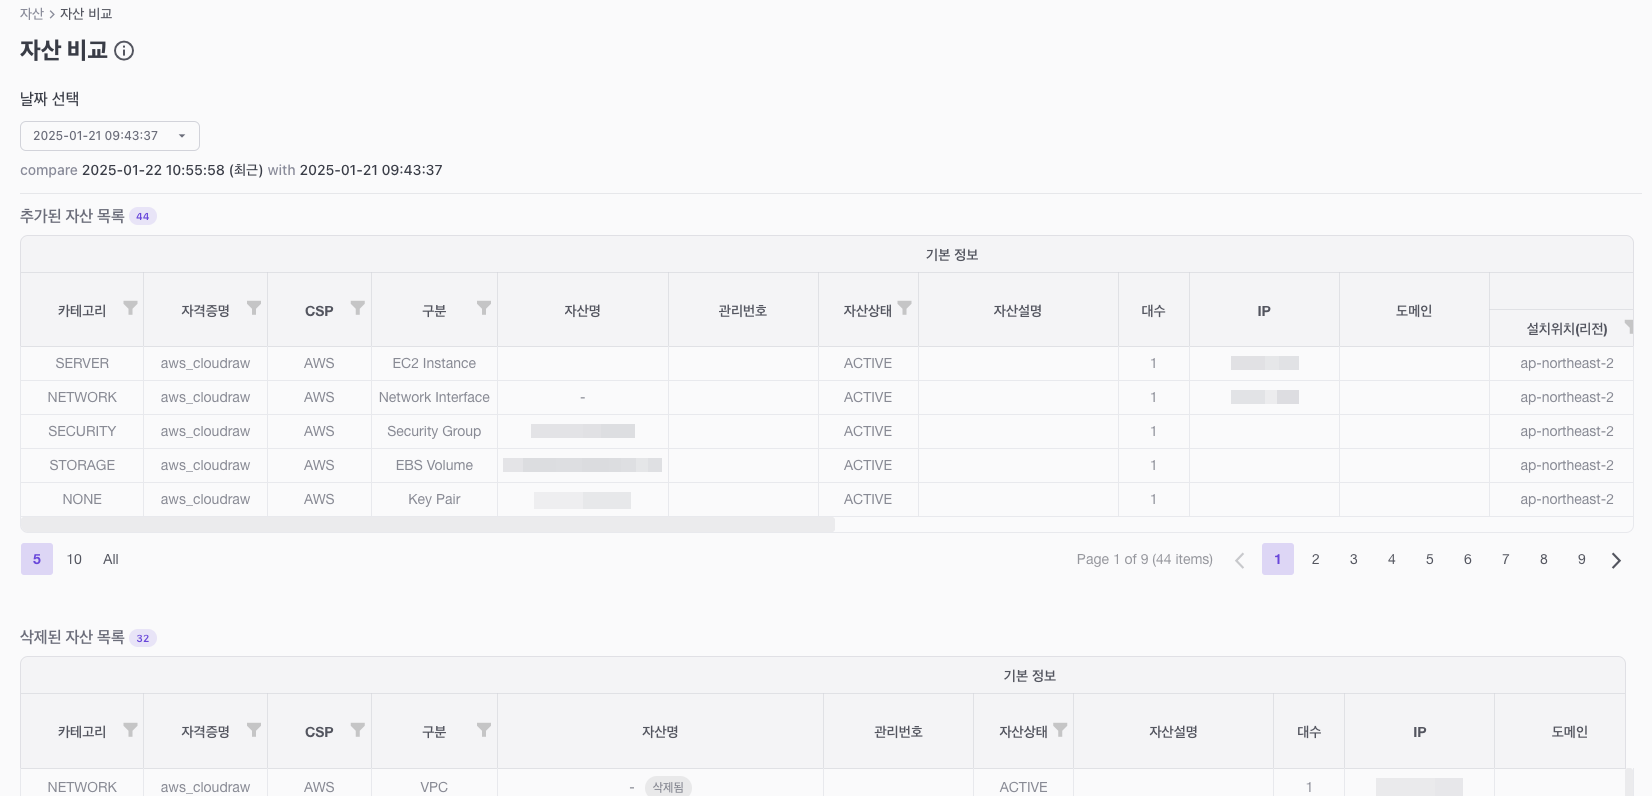 자산 > 자산 비교
자산 비교
날짜 선택
2025-01-21 09:43:37
compare 2025-01-22 10:55:58 (최근) with 2025-01-21 09:43:37
추가된 자산 목록 44
기본 정보
카테고리 자격증명 CSP 구분 자산명 관리번호 자산상태 자산설명 대수 IP 도메인 설치위치(리전)
SERVER aws_cloudraw AWS EC2 Instance ACTIVE 1 ap-northeast-2
NETWORK aws_cloudraw AWS Network Interface - ACTIVE 1 ap-northeast-2
SECURITY aws_cloudraw AWS Security Group ACTIVE 1 ap-northeast-2
STORAGE aws_cloudraw AWS EBS Volume ACTIVE 1 ap-northeast-2
NONE aws_cloudraw AWS Key Pair ACTIVE 1 ap-northeast-2
5 10 All Page 1 of 9 (44 items) 1 2 3 4 5 6 7 8 9
삭제된 자산 목록 32
기본 정보
카테고리 자격증명 CSP 구분 자산명 관리번호 자산상태 자산설명 대수 IP 도메인
NETWORK aws_cloudraw AWS VPC - 삭제됨 ACTIVE 1